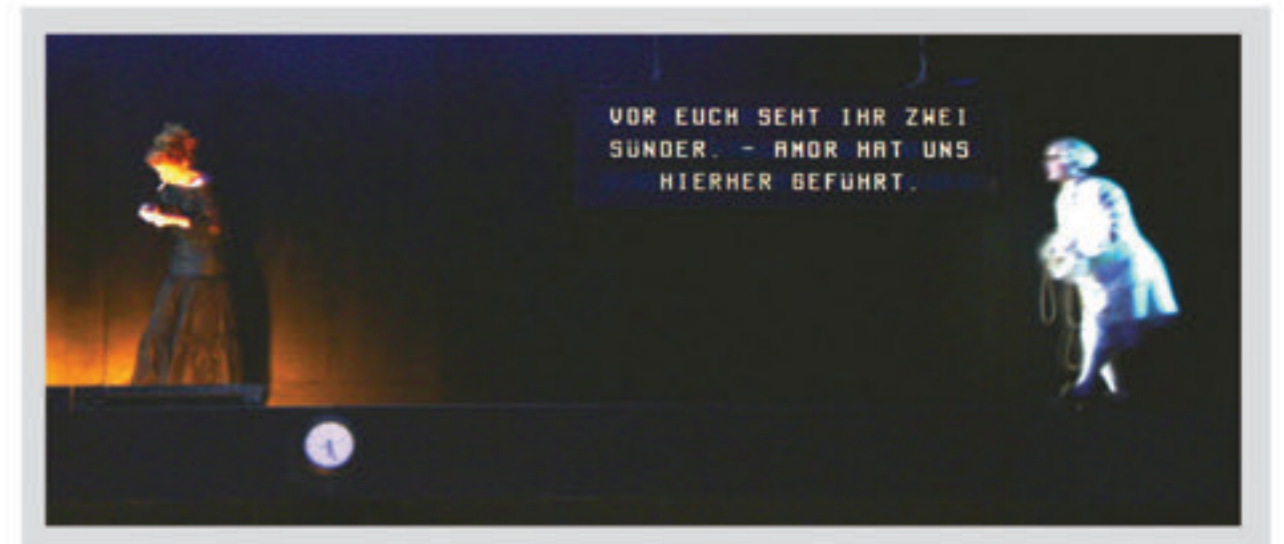 VOR EUCH SEHT IHR ZWEI
SÜNDER. - AMOR HAT UNS
HIERHER GEFÜHRT.